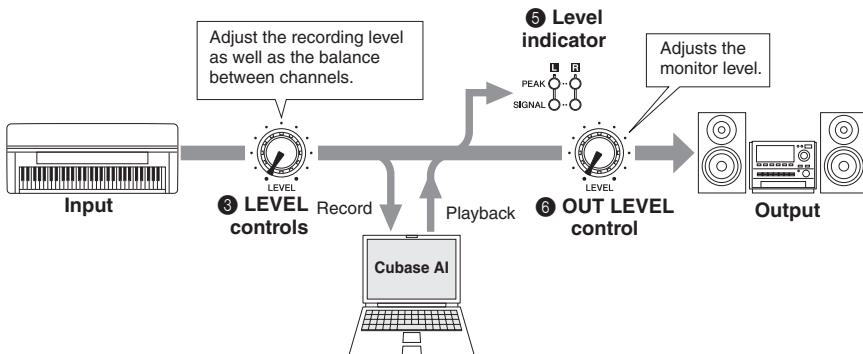 Adjust the recording level
as well as the balance
between channels.
❺ Level
indicator
L R
PEAK
SIGNAL
Adjusts the
monitor level.
Input
LEVEL
❸ LEVEL
controls
Record
Playback
Cubase AI
LEVEL
❻ OUT LEVEL
control
Output